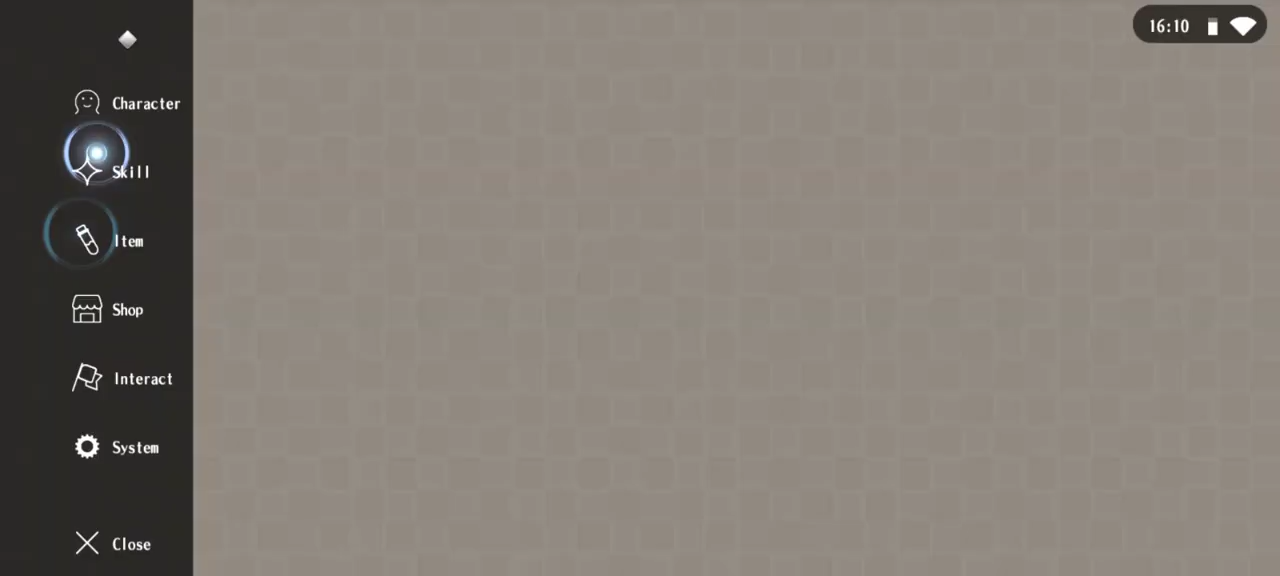 16:10
Character
Skill
Item
Shop
Interact
System
Close